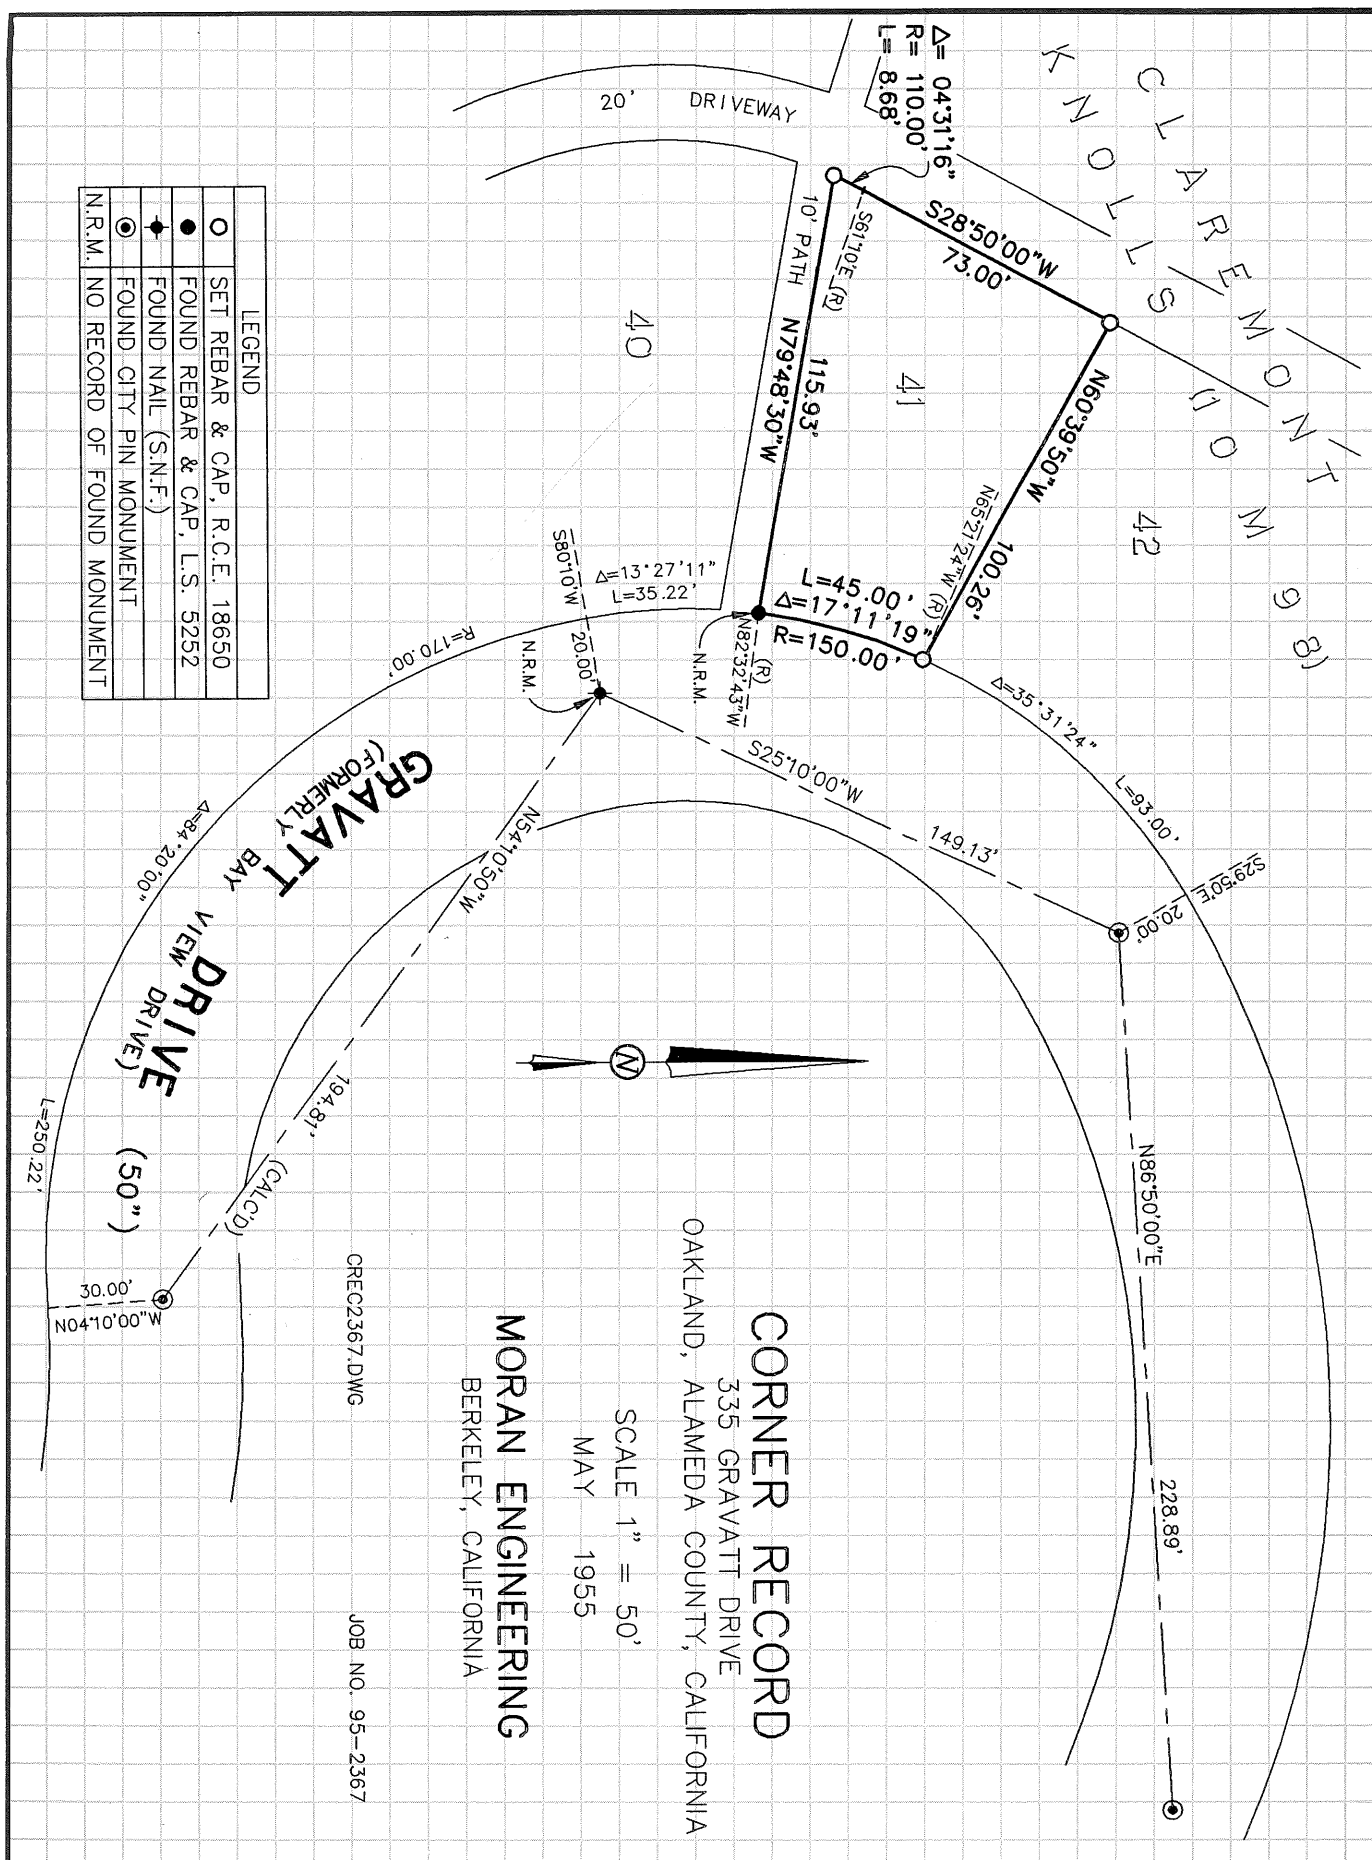 CLAREMONT
KNOLLS (10 M 98)
Δ= 04°31'16"
R= 110.00'
L= 8.68'
20' DRIVEWAY
S28°50'00"W
73.00'
S61°10'E (R)
10' PATH
N79°48'30"W
115.93'
41
40
42
N60°39'50"W
100.26'
N65°21'24"W (R)
L=45.00'
Δ=17°11'19"
R=150.00'
(R)
N82°32'43"W
N.R.M.
Δ=13°27'11"
L=35.22'
S80°10'W
20.00'
N.R.M.
R=170.00'
Δ=35°31'24"
L=93.00'
S29°50'E
20.00'
S25°10'00"W
149.13'
N54°10'50"W
194.81'
(CALC'D)
GRAVATT DRIVE (50")
(FORMERLY BAY VIEW DRIVE)
Δ=84°20'00"
L=250.22'
30.00'
N04°10'00"W
N86°50'00"E
228.89'
N
LEGEND
SET REBAR & CAP, R.C.E. 18650
FOUND REBAR & CAP, L.S. 5252
FOUND NAIL (S.N.F.)
FOUND CITY PIN MONUMENT
N.R.M. NO RECORD OF FOUND MONUMENT
CORNER RECORD
335 GRAVATT DRIVE
OAKLAND, ALAMEDA COUNTY, CALIFORNIA
SCALE 1" = 50'
MAY 1955
MORAN ENGINEERING
BERKELEY, CALIFORNIA
CREC2367.DWG
JOB NO. 95-2367